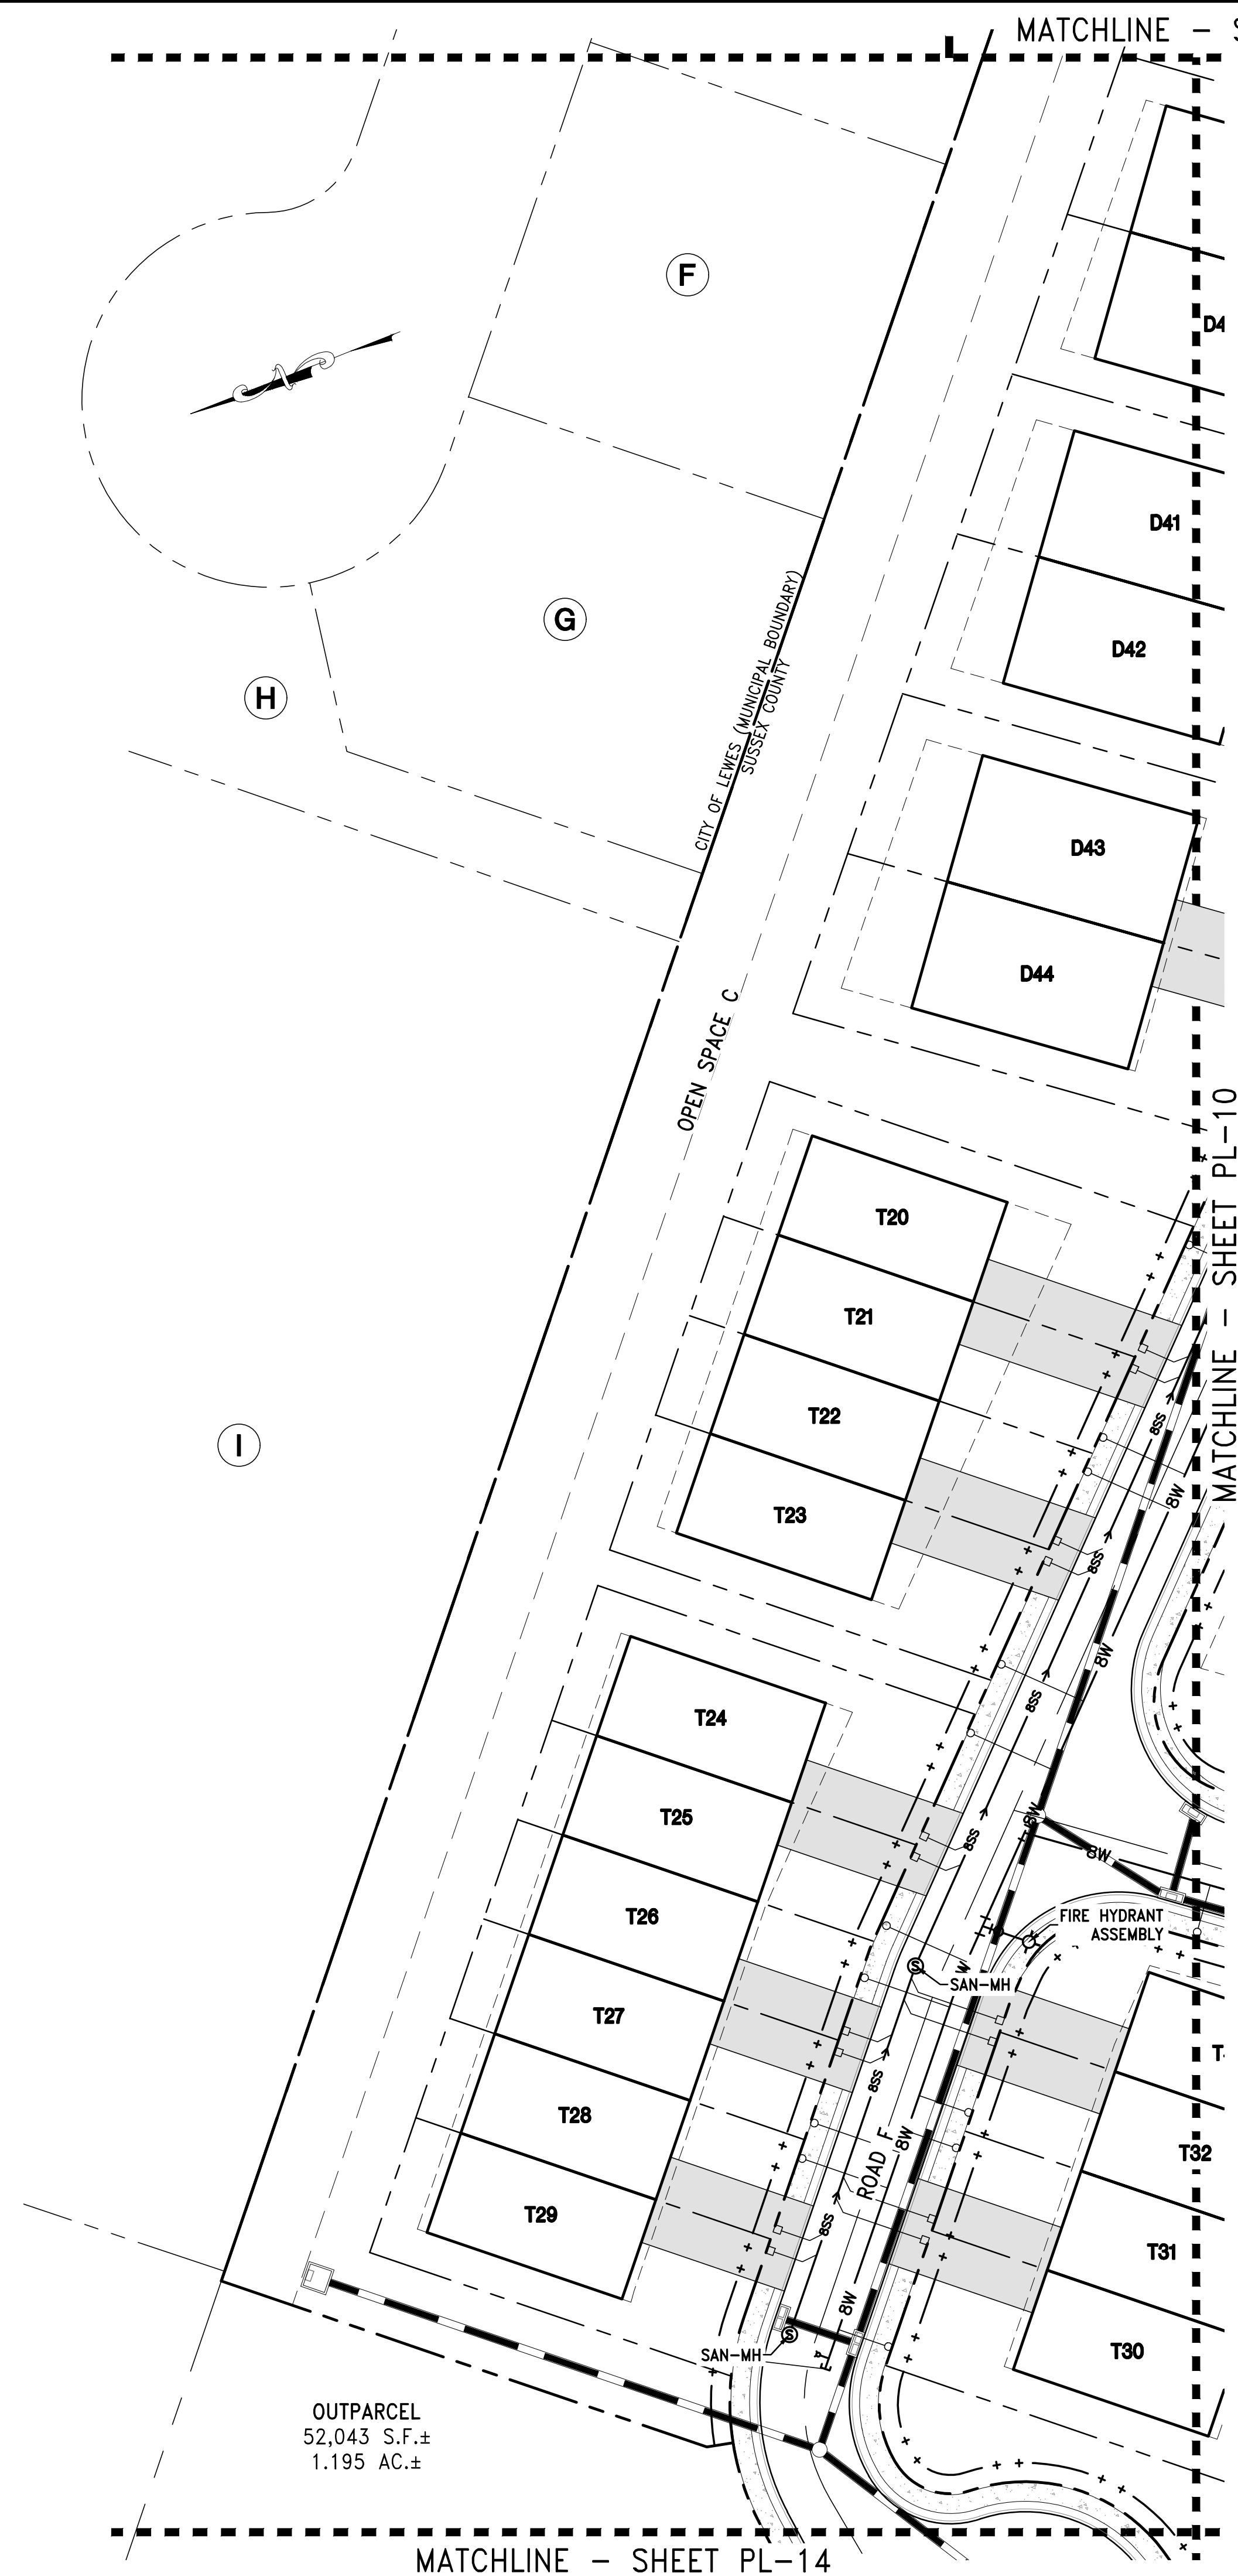 MATCHLINE - S
L
F
D4
N
D41
G
D42
H
CITY OF LEWES (MUNICIPAL BOUNDARY)
SUSSEX COUNTY
D43
D44
OPEN SPACE C
MATCHLINE - SHEET PL-10
T20
T21
T22
T23
I
8SS
8W
8SS
8W
8SS
T24
T25
T26
T27
T28
T29
8SS
8W
8W
FIRE HYDRANT
ASSEMBLY
S
SAN-MH
W
8SS
8W
ROAD F
T
T32
T31
T30
8SS
8W
S
SAN-MH
OUTPARCEL
52,043 S.F.±
1.195 AC.±
MATCHLINE - SHEET PL-14